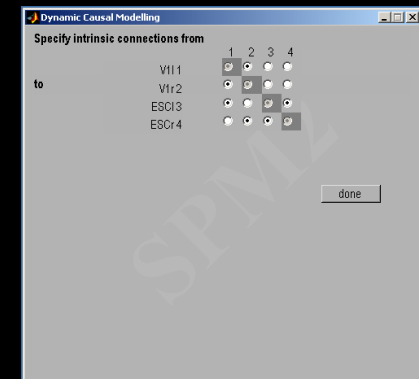 Dynamic Causal Modelling
Specify intrinsic connections from
1 2 3 4
V1l 1
to
V1r 2
ESCl 3
ESCr 4
done
SPM2